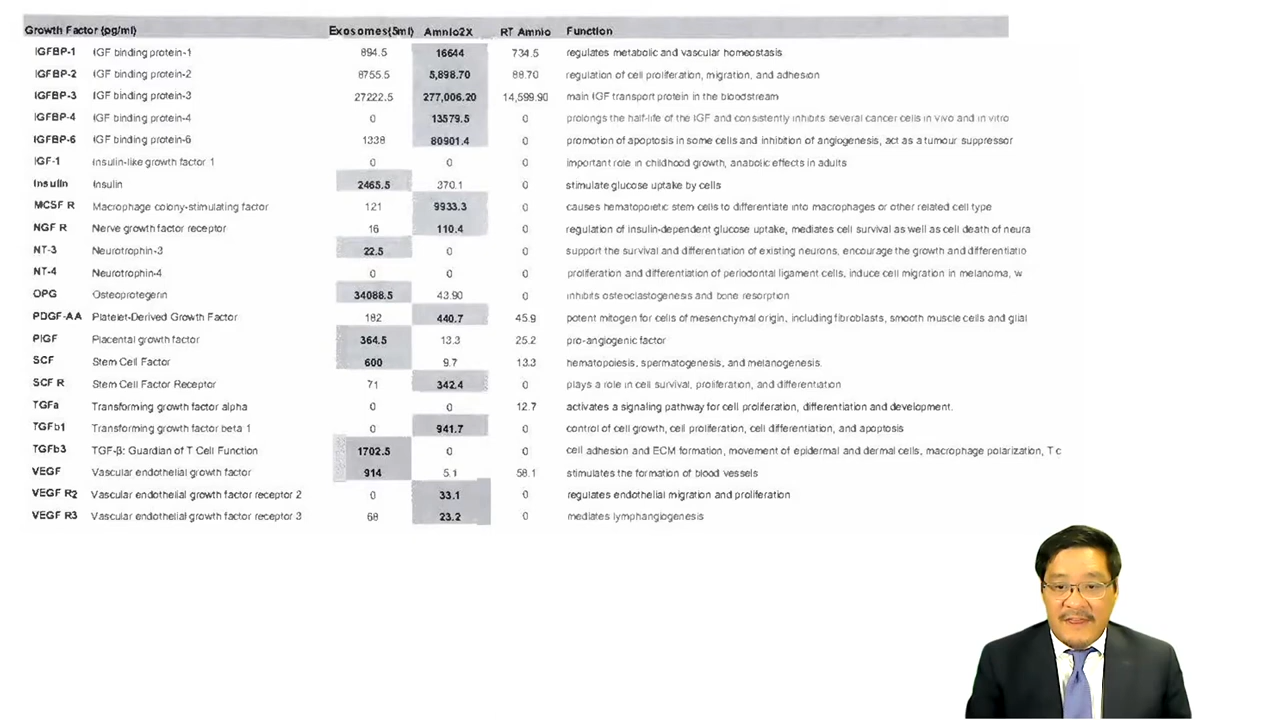 Growth Factor (pg/ml) Exosomes(5ml) Amnio2X RT Amnio Function
IGFBP-1 IGF binding protein-1 894.5 16644 734.5 regulates metabolic and vascular homeostasis
IGFBP-2 IGF binding protein-2 8755.5 5,898.70 88.70 regulation of cell proliferation, migration, and adhesion
IGFBP-3 IGF binding protein-3 27222.5 277,006.20 14,599.90 main IGF transport protein in the bloodstream
IGFBP-4 IGF binding protein-4 0 13579.5 0 prolongs the half-life of the IGF and consistently inhibits several cancer cells in vivo and in vitro
IGFBP-6 IGF binding protein-6 1338 80901.4 0 promotion of apoptosis in some cells and inhibition of angiogenesis, act as a tumour suppressor
IGF-1 Insulin-like growth factor 1 0 0 0 important role in childhood growth, anabolic effects in adults
Insulin Insulin 2465.5 370.1 0 stimulate glucose uptake by cells
MCSF R Macrophage colony-stimulating factor 121 9933.3 0 causes hematopoietic stem cells to differentiate into macrophages or other related cell type
NGF R Nerve growth factor receptor 16 110.4 0 regulation of insulin-dependent glucose uptake, mediates cell survival as well as cell death of neura
NT-3 Neurotrophin-3 22.5 0 0 support the survival and differentiation of existing neurons, encourage the growth and differentiatio
NT-4 Neurotrophin-4 0 0 0 proliferation and differentiation of periodontal ligament cells, induce cell migration in melanoma, w
OPG Osteoprotegerin 34088.5 43.90 0 inhibits osteoclastogenesis and bone resorption
PDGF-AA Platelet-Derived Growth Factor 182 440.7 45.9 potent mitogen for cells of mesenchymal origin, including fibroblasts, smooth muscle cells and glial
PlGF Placental growth factor 364.5 13.3 25.2 pro-angiogenic factor
SCF Stem Cell Factor 600 9.7 13.3 hematopoiesis, spermatogenesis, and melanogenesis.
SCF R Stem Cell Factor Receptor 71 342.4 0 plays a role in cell survival, proliferation, and differentiation
TGFa Transforming growth factor alpha 0 0 12.7 activates a signaling pathway for cell proliferation, differentiation and development.
TGFb1 Transforming growth factor beta 1 0 941.7 0 control of cell growth, cell proliferation, cell differentiation, and apoptosis
TGFb3 TGF-β: Guardian of T Cell Function 1702.5 0 0 cell adhesion and ECM formation, movement of epidermal and dermal cells, macrophage polarization, T c
VEGF Vascular endothelial growth factor 914 5.1 58.1 stimulates the formation of blood vessels
VEGF R2 Vascular endothelial growth factor receptor 2 0 33.1 0 regulates endothelial migration and proliferation
VEGF R3 Vascular endothelial growth factor receptor 3 68 23.2 0 mediates lymphangiogenesis